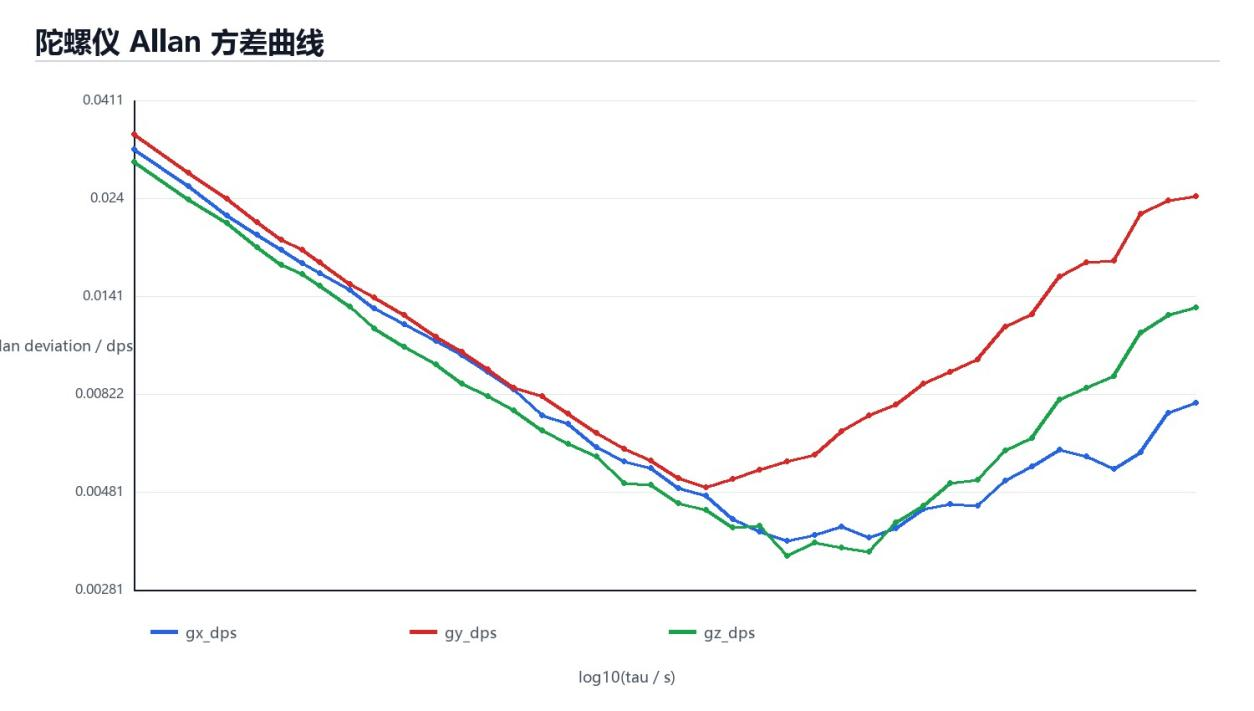 陀螺仪 Allan 方差曲线
0.0411
0.024
0.0141
lan deviation / dps
0.00822
0.00481
0.00281
gx_dps gy_dps gz_dps
log10(tau / s)